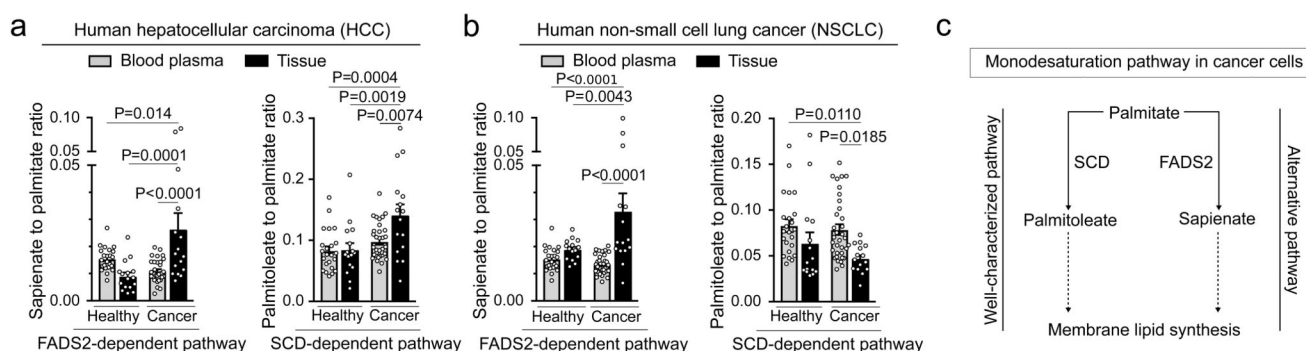 a
Human hepatocellular carcinoma (HCC)
Blood plasma
Tissue
Sapienate to palmitate ratio
0.10
0.05
0.05
0.00
P=0.014
P=0.0001
P<0.0001
Healthy
Cancer
FADS2-dependent pathway
Palmitoleate to palmitate ratio
0.3
0.2
0.1
0.0
P=0.0004
P=0.0019
P=0.0074
Healthy
Cancer
SCD-dependent pathway
b
Human non-small cell lung cancer (NSCLC)
Blood plasma
Tissue
Sapienate to palmitate ratio
0.10
0.05
0.05
0.00
P<0.0001
P=0.0043
P<0.0001
Healthy
Cancer
FADS2-dependent pathway
Palmitoleate to palmitate ratio
0.20
0.15
0.10
0.05
0.00
P=0.0110
P=0.0185
Healthy
Cancer
SCD-dependent pathway
c
Monodesaturation pathway in cancer cells
Well-characterized pathway
Palmitate
SCD
FADS2
Palmitoleate
Sapienate
Membrane lipid synthesis
Alternative pathway